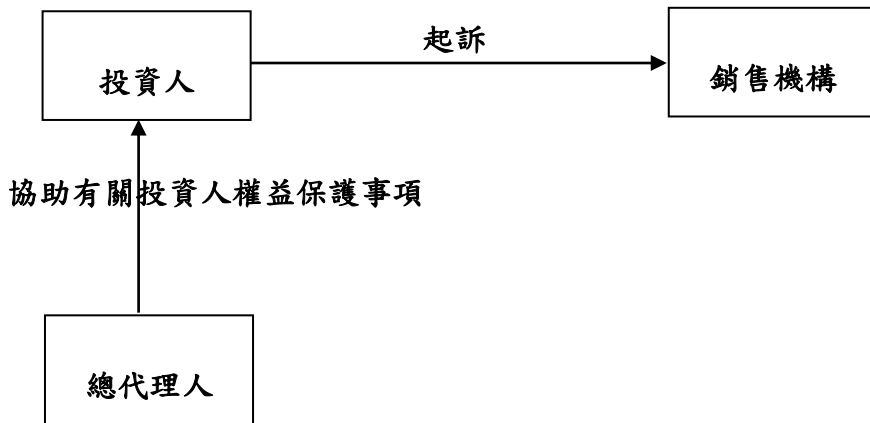 起訴
投資人
銷售機構
協助有關投資人權益保護事項
總代理人